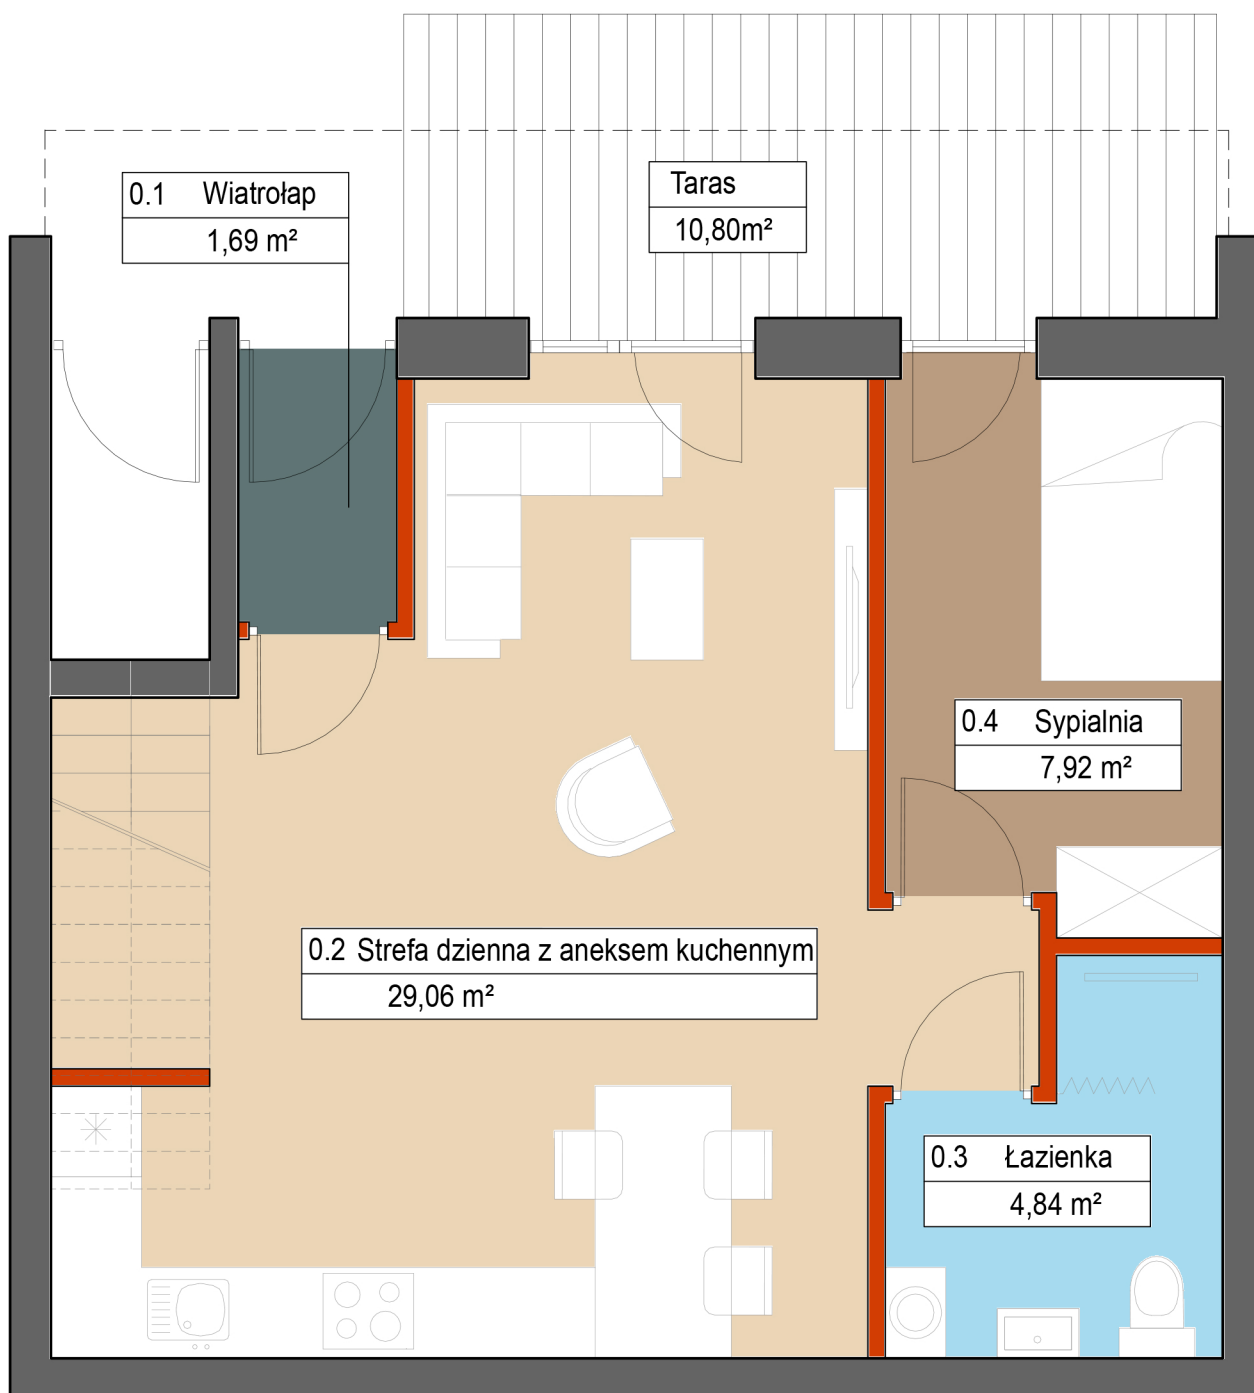 0.1 Wiatrołap
1,69 m²
Taras
10,80m²
0.4 Sypialnia
7,92 m²
0.2 Strefa dzienna z aneksem kuchennym
29,06 m²
0.3 Łazienka
4,84 m²